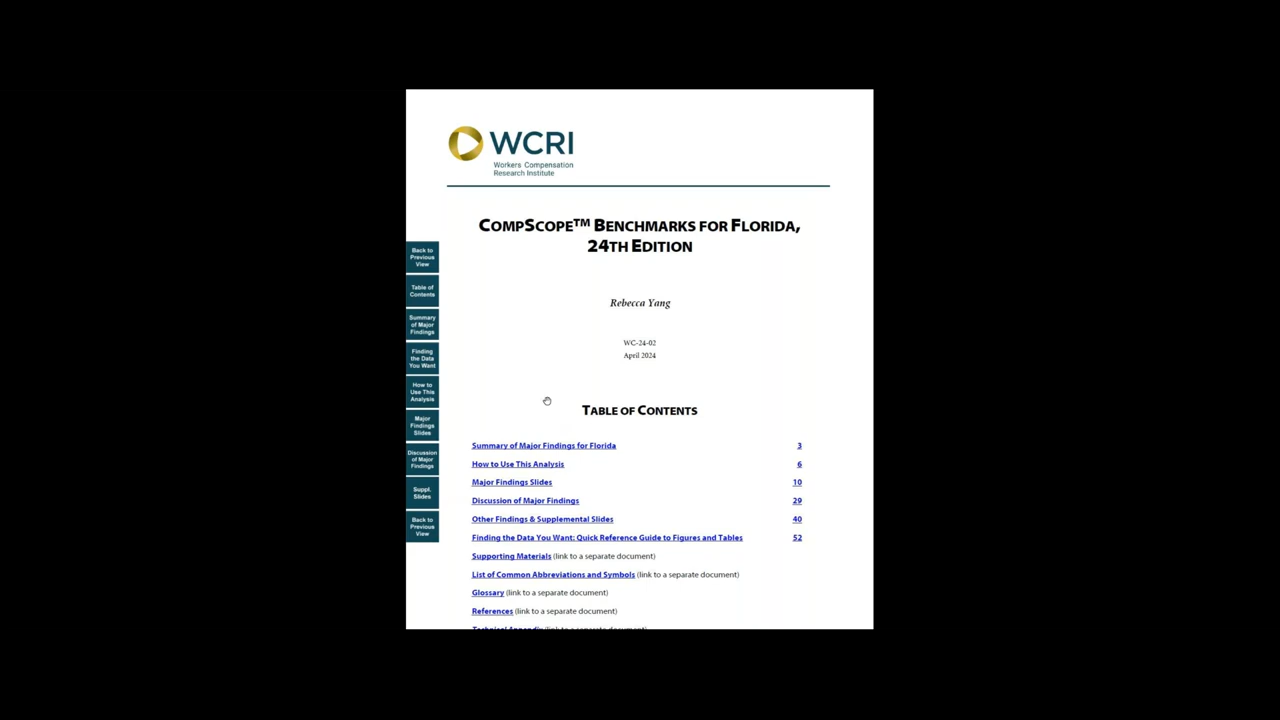 WCRI
Workers Compensation
Research Institute
COMPSCOPE™ BENCHMARKS FOR FLORIDA,
24TH EDITION
Rebecca Yang
WC-24-02
April 2024
Back to
Previous
View
Table of
Contents
Summary
of Major
Findings
Finding
the Data
You Want
How to
Use This
Analysis
Major
Findings
Slides
Discussion
of Major
Findings
Suppl.
Slides
Back to
Previous
View
TABLE OF CONTENTS
Summary of Major Findings for Florida 3
How to Use This Analysis 6
Major Findings Slides 10
Discussion of Major Findings 29
Other Findings & Supplemental Slides 40
Finding the Data You Want: Quick Reference Guide to Figures and Tables 52
Supporting Materials (link to a separate document)
List of Common Abbreviations and Symbols (link to a separate document)
Glossary (link to a separate document)
References (link to a separate document)
Technical Appendix (link to a separate document)